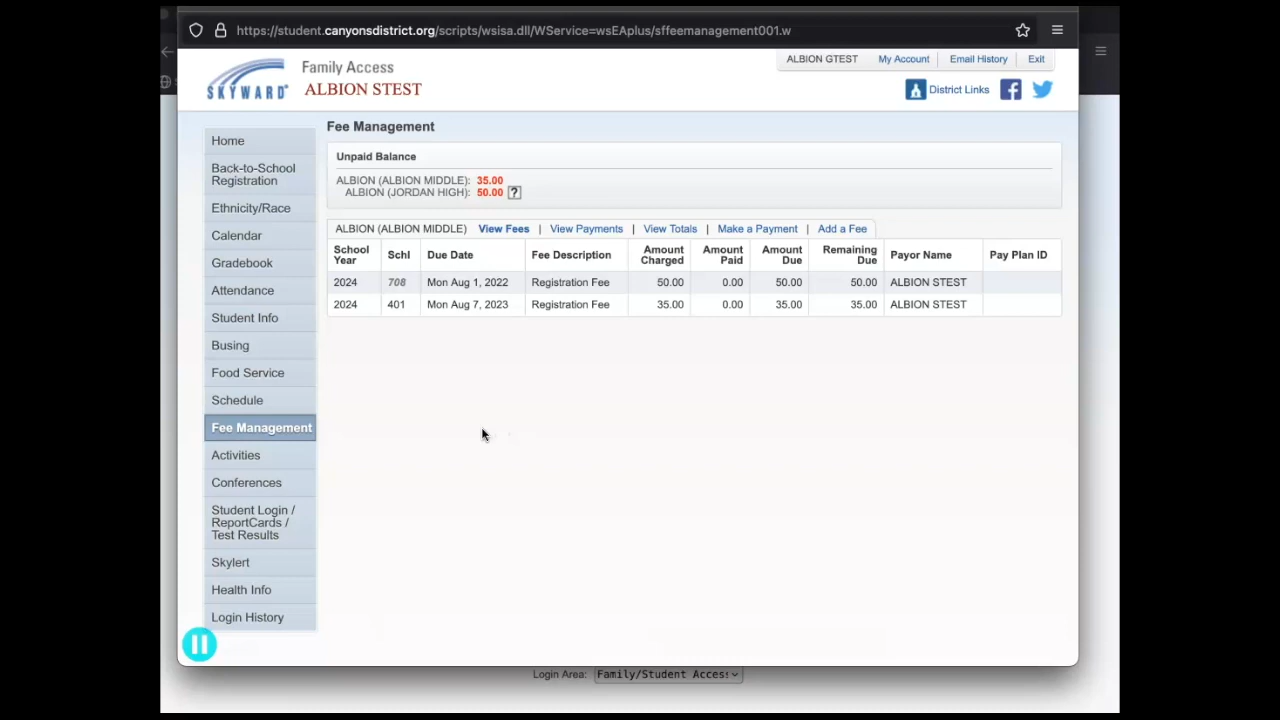 https://student.canyonsdistrict.org/scripts/wsisa.dll/WService=wsEAplus/sffeemanagement001.w
ALBION GTEST My Account Email History Exit
SKYWARD Family Access
ALBION STEST
District Links
Home
Back-to-School
Registration
Ethnicity/Race
Calendar
Gradebook
Attendance
Student Info
Busing
Food Service
Schedule
Fee Management
Activities
Conferences
Student Login /
ReportCards /
Test Results
Skylert
Health Info
Login History
Fee Management
Unpaid Balance
ALBION (ALBION MIDDLE): 35.00
ALBION (JORDAN HIGH): 50.00 ?
ALBION (ALBION MIDDLE) View Fees | View Payments | View Totals | Make a Payment | Add a Fee
School Year Schl Due Date Fee Description Amount Charged Amount Paid Amount Due Remaining Due Payor Name Pay Plan ID
2024 708 Mon Aug 1, 2022 Registration Fee 50.00 0.00 50.00 50.00 ALBION STEST
2024 401 Mon Aug 7, 2023 Registration Fee 35.00 0.00 35.00 35.00 ALBION STEST
Login Area: Family/Student Access